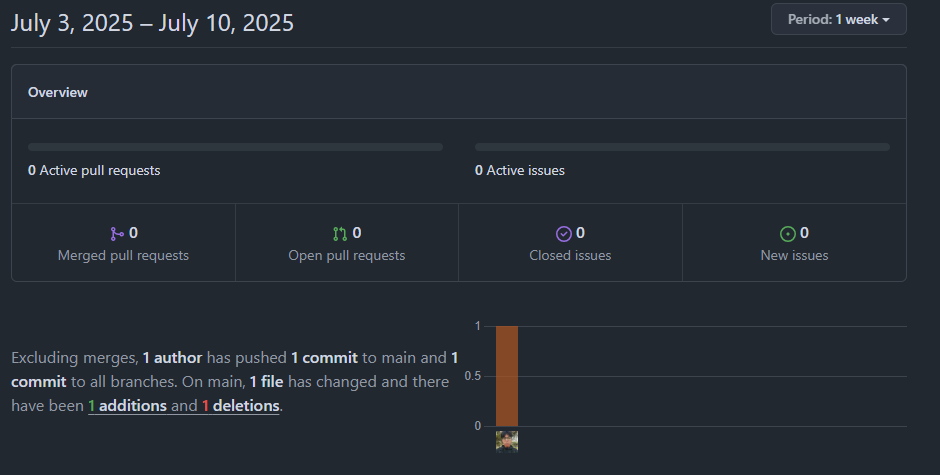 July 3, 2025 – July 10, 2025
Period: 1 week
Overview
0 Active pull requests
0 Active issues
0
Merged pull requests
0
Open pull requests
0
Closed issues
0
New issues
Excluding merges, 1 author has pushed 1 commit to main and 1
commit to all branches. On main, 1 file has changed and there
have been 1 additions and 1 deletions.
1
0.5
0